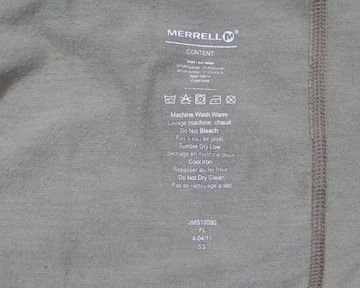 MERRELL M
CONTENT
Machine Wash Warm
Lavage machine, chaud
Do Not Bleach
Pas d'eau de javel
Tumble Dry Low
Sechage en machine doux
Cool Iron
Repasser au fer froid
Do Not Dry Clean
Pas de nettoyage a sec
JMS10090
FL
4-04/11
SS